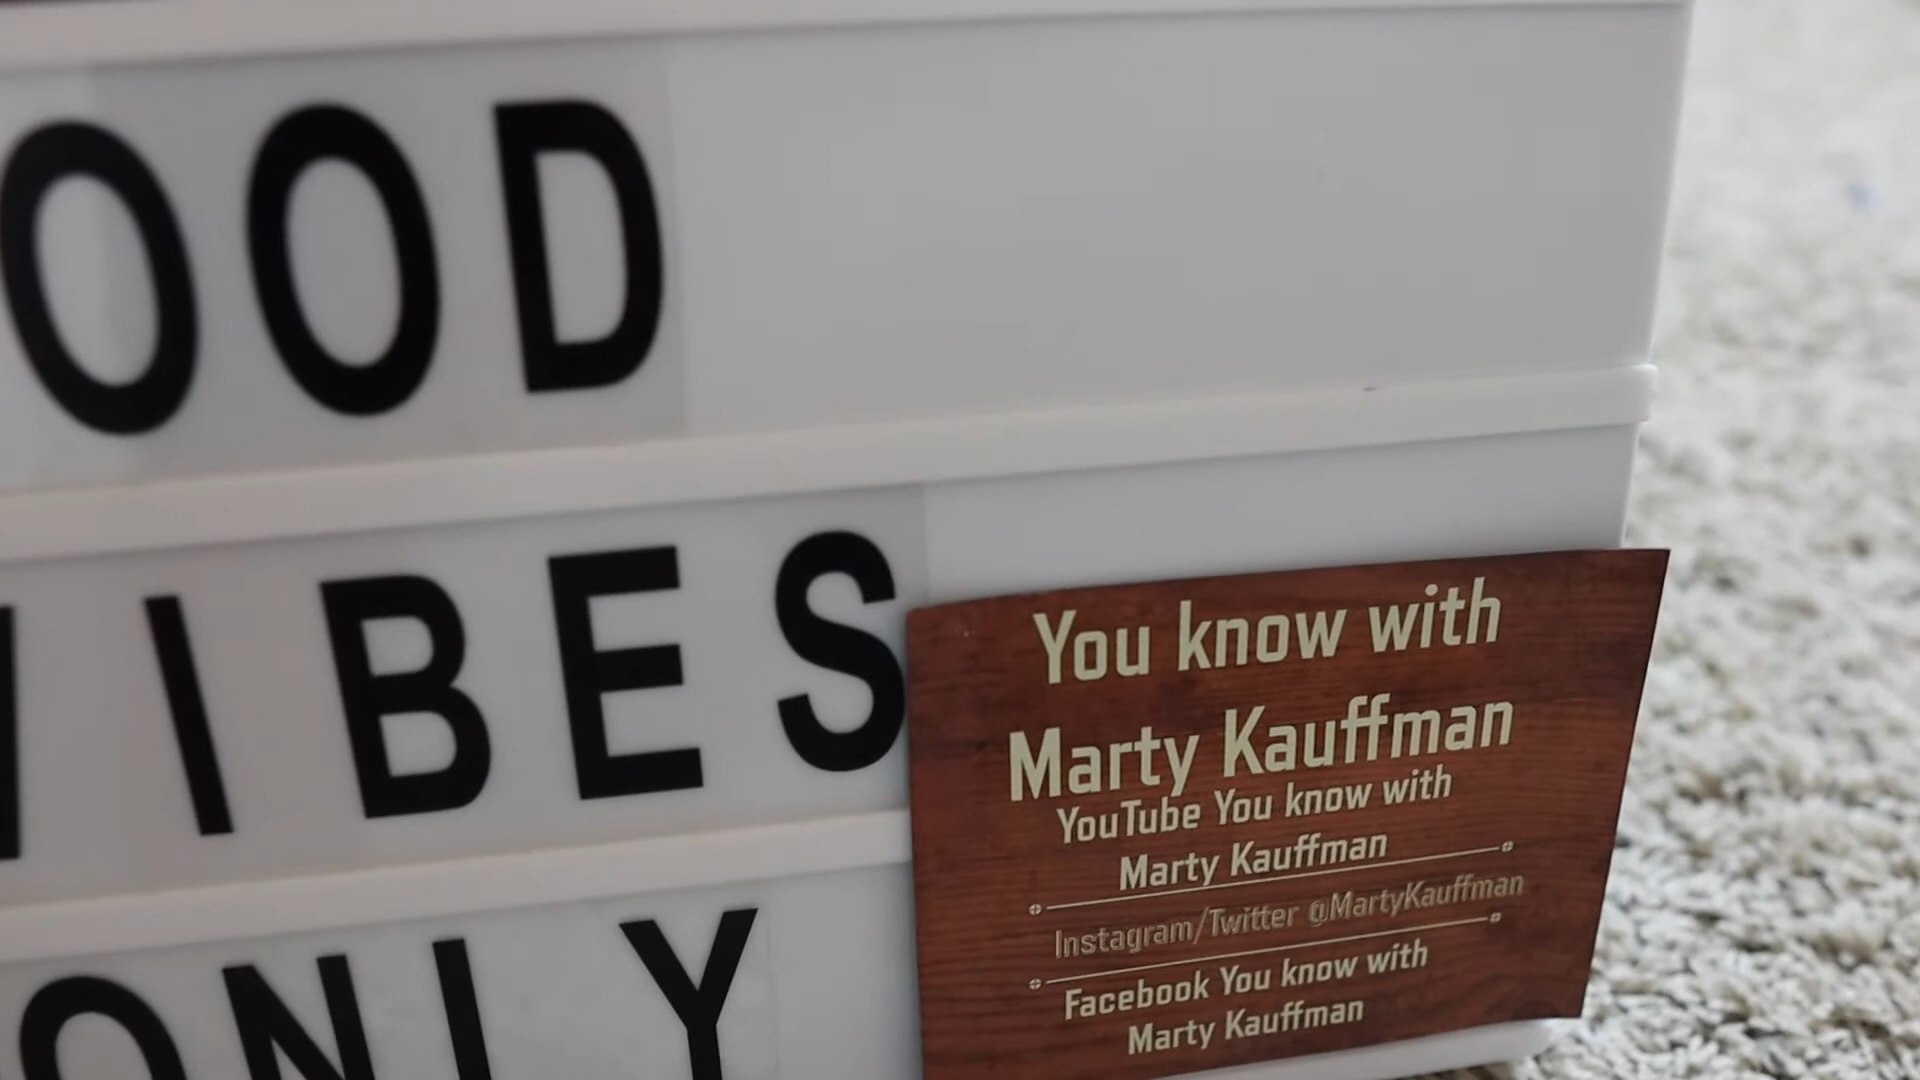 OOD
VIBES
ONLY
You know with
Marty Kauffman
YouTube You know with
Marty Kauffman
Instagram/Twitter @MartyKauffman
Facebook You know with
Marty Kauffman